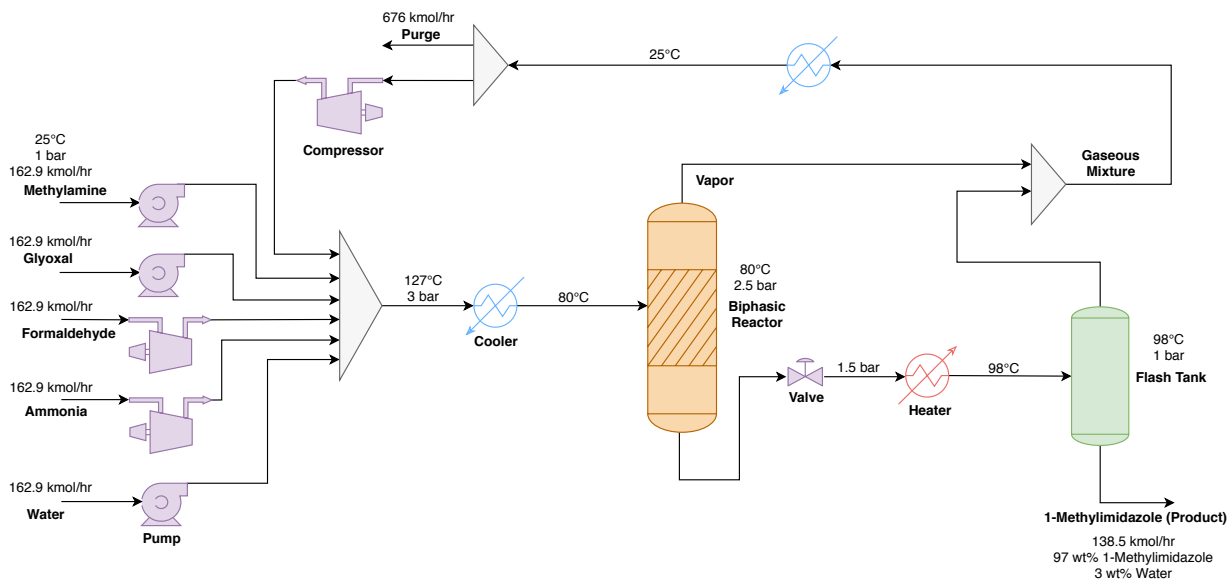 676 kmol/hr
Purge
25°C
Compressor
25°C
1 bar
162.9 kmol/hr
Methylamine
Vapor
Gaseous
Mixture
162.9 kmol/hr
Glyoxal
127°C
3 bar
Cooler
80°C
80°C
2.5 bar
Biphasic
Reactor
162.9 kmol/hr
Formaldehyde
162.9 kmol/hr
Ammonia
Valve
1.5 bar
Heater
98°C
98°C
1 bar
Flash Tank
162.9 kmol/hr
Water
Pump
1-Methylimidazole (Product)
138.5 kmol/hr
97 wt% 1-Methylimidazole
3 wt% Water